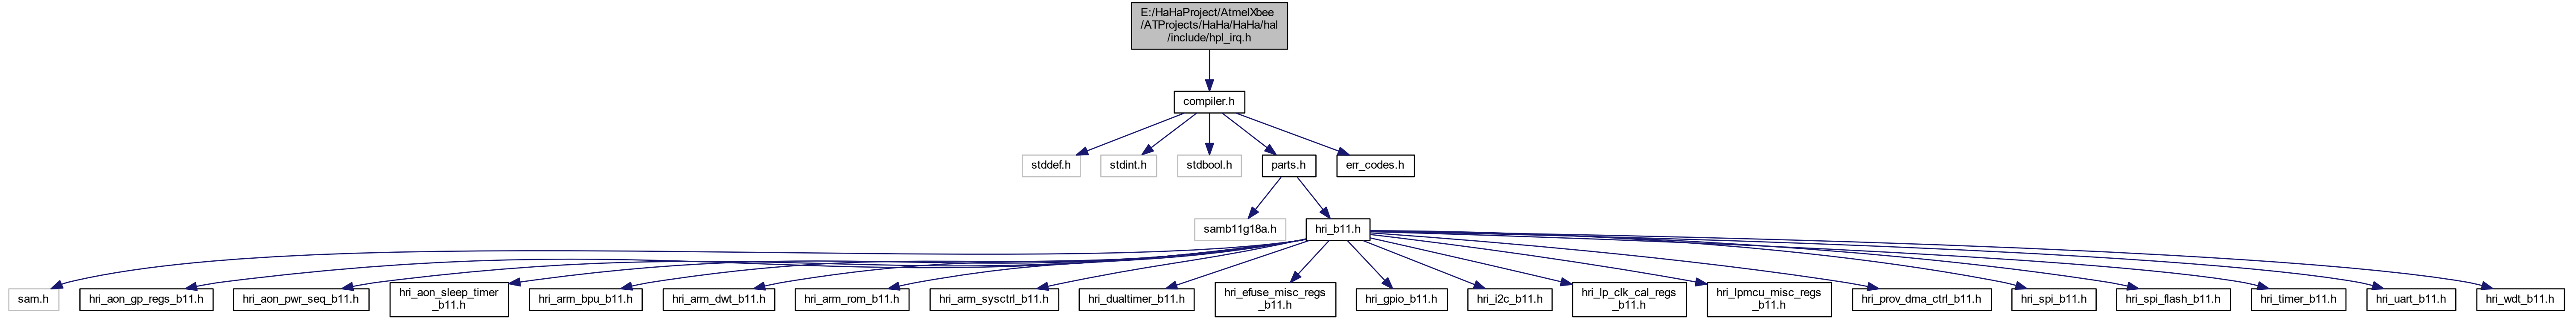 E:/HaHaProject/AtmelXbee
/ATProjects/HaHa/HaHa/hal
/include/hpl_irq.h
compiler.h
stddef.h
stdint.h
stdbool.h
parts.h
err_codes.h
samb11g18a.h
hri_b11.h
sam.h
hri_aon_gp_regs_b11.h
hri_aon_pwr_seq_b11.h
hri_aon_sleep_timer
_b11.h
hri_arm_bpu_b11.h
hri_arm_dwt_b11.h
hri_arm_rom_b11.h
hri_arm_sysctrl_b11.h
hri_dualtimer_b11.h
hri_efuse_misc_regs
_b11.h
hri_gpio_b11.h
hri_i2c_b11.h
hri_lp_clk_cal_regs
_b11.h
hri_lpmcu_misc_regs
_b11.h
hri_prov_dma_ctrl_b11.h
hri_spi_b11.h
hri_spi_flash_b11.h
hri_timer_b11.h
hri_uart_b11.h
hri_wdt_b11.h